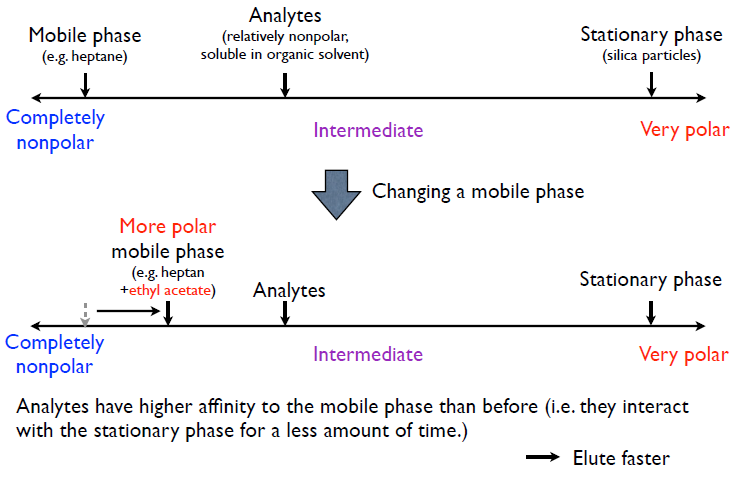 Mobile phase
(e.g. heptane)
Analytes
(relatively nonpolar,
soluble in organic solvent)
Stationary phase
(silica particles)
Completely
nonpolar
Intermediate
Very polar
Changing a mobile phase
More polar
mobile phase
(e.g. heptan
+ethyl acetate)
Analytes
Stationary phase
Completely
nonpolar
Intermediate
Very polar
Analytes have higher affinity to the mobile phase than before (i.e. they interact
with the stationary phase for a less amount of time.)
Elute faster